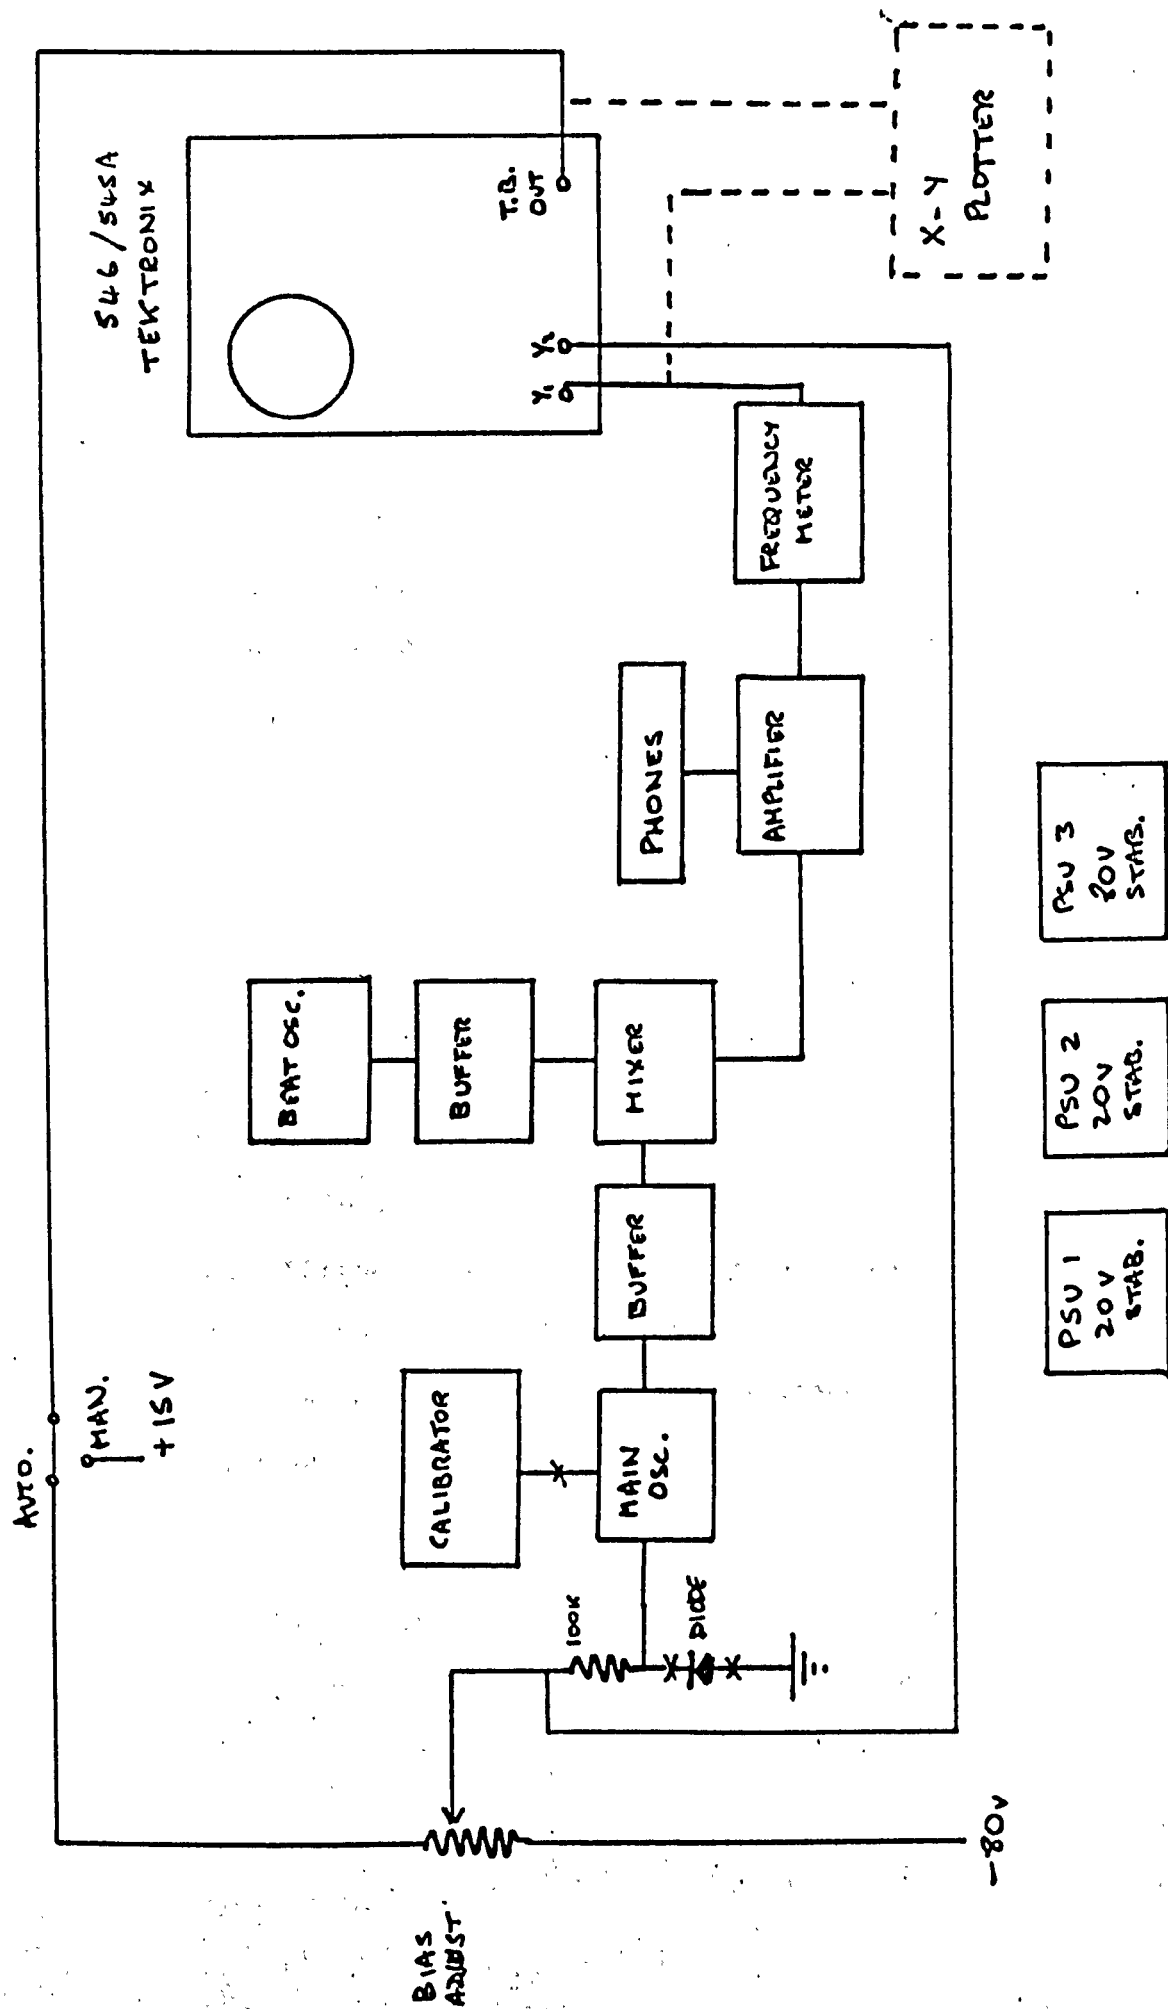 AUTO.
MAN.
+15V
546/545A
TEKTRONIX
T.B.
OUT
Y1
Y2
BIAS
ADJUST
-80V
100K
DIODE
CALIBRATOR
MAIN
OSC.
BUFFER
BEAT OSC.
BUFFER
MIXER
PHONES
AMPLIFIER
FREQUENCY
METER
X-Y
PLOTTER
PSU 1
20V
STAB.
PSU 2
20V
STAB.
PSU 3
80V
STAB.